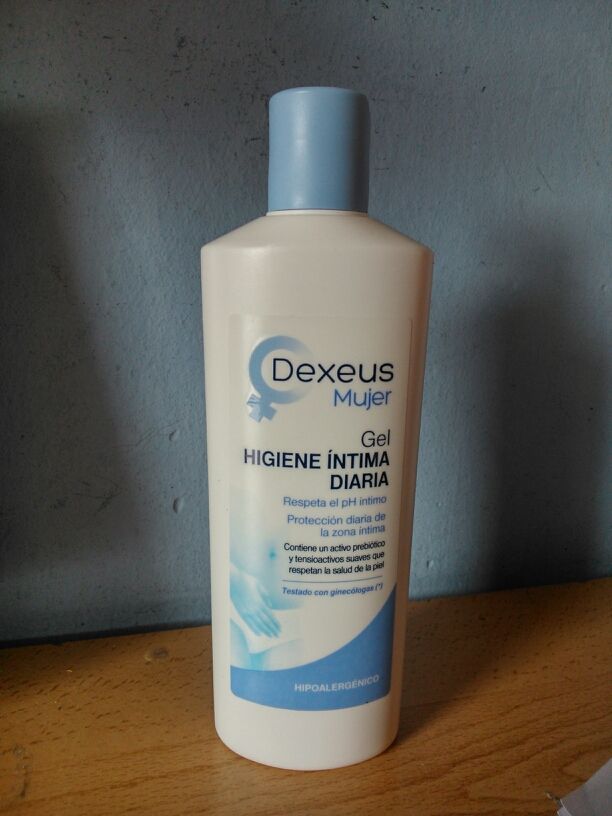 Dexeus
Mujer
Gel
HIGIENE ÍNTIMA
DIARIA
Respeta el pH íntimo
Protección diaria de
la zona íntima
Contiene un activo prebiótico
y tensioactivos suaves que
respetan la salud de la piel
Testado con ginecólogas (*)
HIPOALERGÉNICO